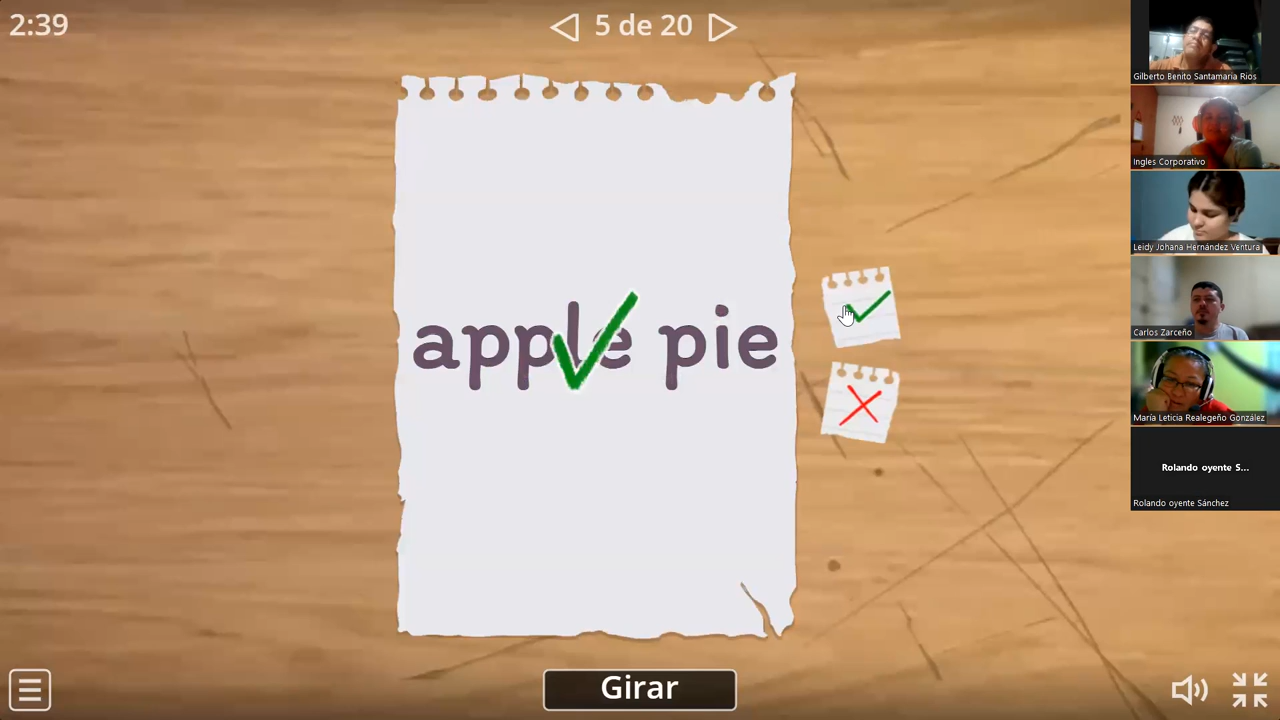 2:39
5 de 20
apple pie
Girar
Gilberto Benito Santamaria Rios
Ingles Corporativo
Leidy Johana Hernández Ventura
Carlos Zarceño
María Leticia Realegeño González
Rolando oyente S...
Rolando oyente Sánchez